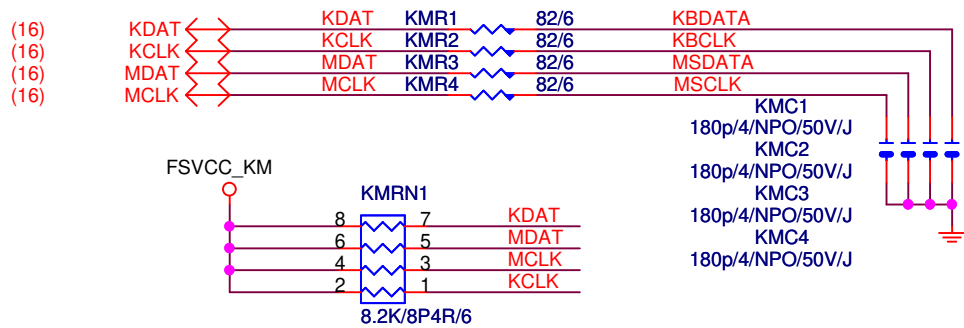 (16) KDAT KDAT KMR1 82/6 KBDATA
(16) KCLK KCLK KMR2 82/6 KBCLK
(16) MDAT MDAT KMR3 82/6 MSDATA
(16) MCLK MCLK KMR4 82/6 MSCLK
KMC1
180p/4/NPO/50V/J
KMC2
180p/4/NPO/50V/J
KMC3
180p/4/NPO/50V/J
KMC4
180p/4/NPO/50V/J
FSVCC_KM
KMRN1
8 7 KDAT
6 5 MDAT
4 3 MCLK
2 1 KCLK
8.2K/8P4R/6